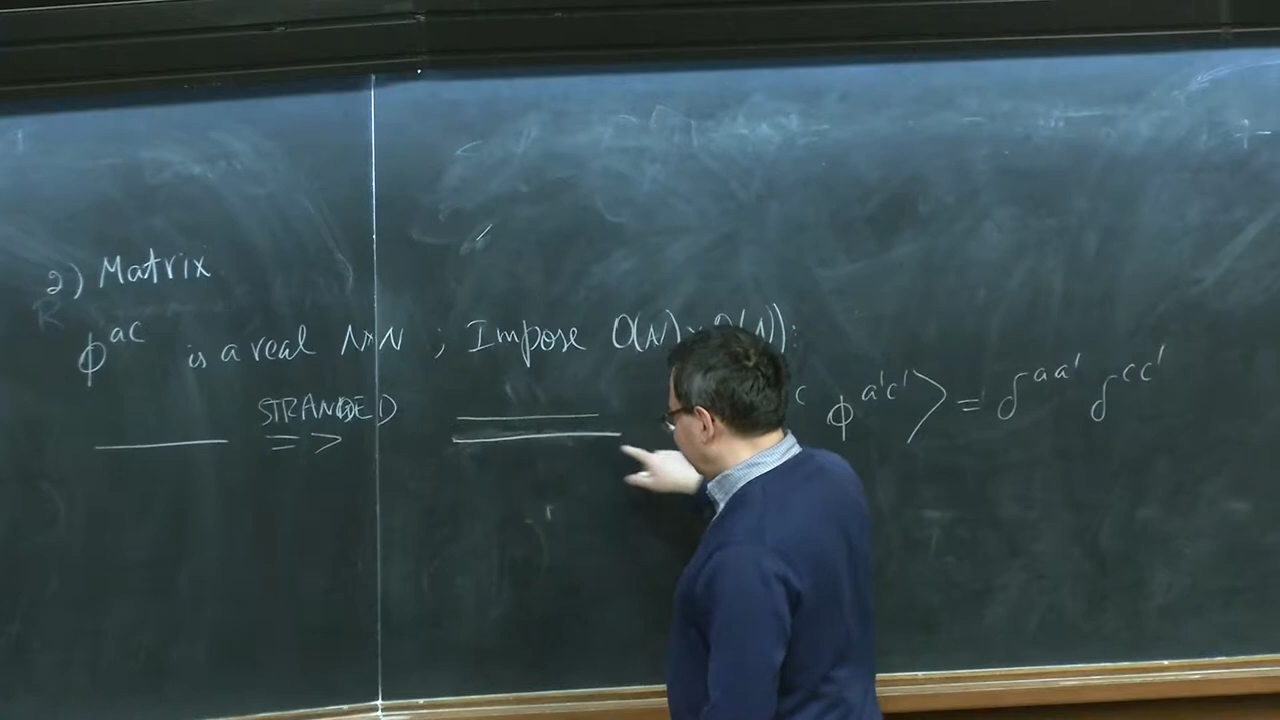 2) Matrix
ϕ^{ac} is a real N×N ; Impose O(N)×O(N):
STRANDED => ^c ϕ^{a'c'}⟩ = δ^{aa'} δ^{cc'}